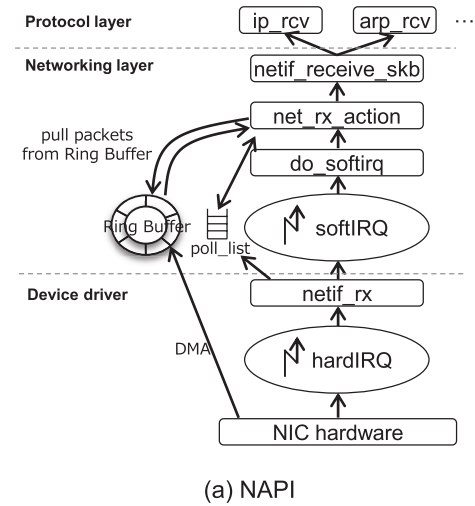 Protocol layer
ip_rcv
arp_rcv
...
Networking layer
netif_receive_skb
net_rx_action
pull packets
from Ring Buffer
do_softirq
Ring Buffer
softIRQ
poll_list
Device driver
netif_rx
DMA
hardIRQ
NIC hardware
(a) NAPI